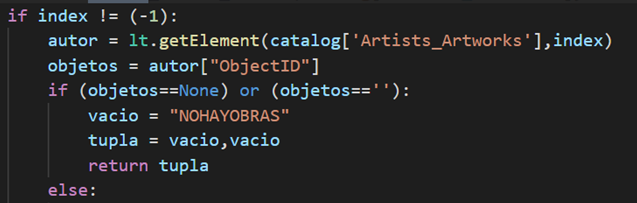 if index != (-1):
    autor = lt.getElement(catalog['Artists_Artworks'],index)
    objetos = autor["ObjectID"]
    if (objetos==None) or (objetos==''):
        vacio = "NOHAYOBRAS"
        tupla = vacio,vacio
        return tupla
    else: